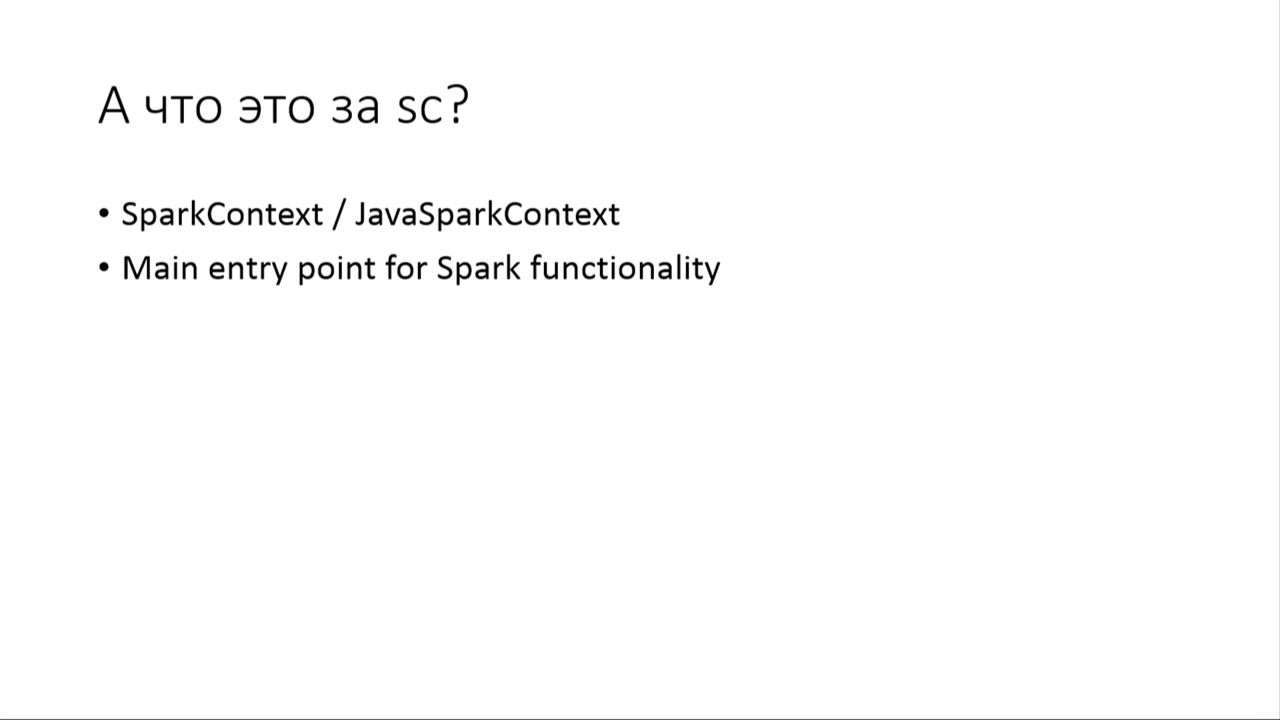 А что это за sc?
• SparkContext / JavaSparkContext
• Main entry point for Spark functionality